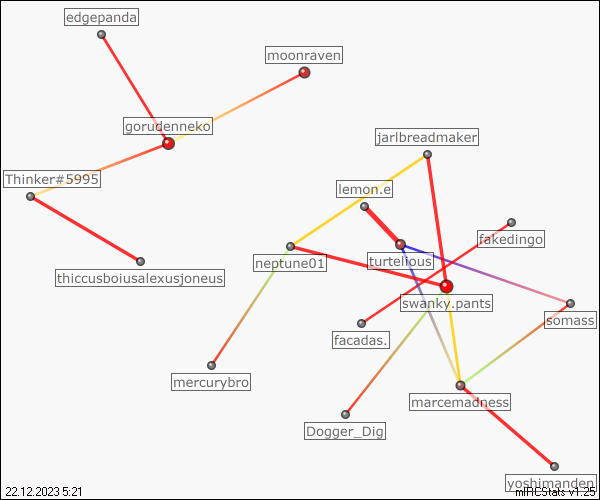 edgepanda
moonraven
gorudenneko
jarlbreadmaker
Thinker#5995
lemon.e
fakedingo
turtelious
neptune01
thiccusboiusalexusjoneus
swanky.pants
somass
facadas.
mercurybro
marcemadness
Dogger_Dig
yoshimanden
22.12.2023 5:21
mIRCStats v1.25